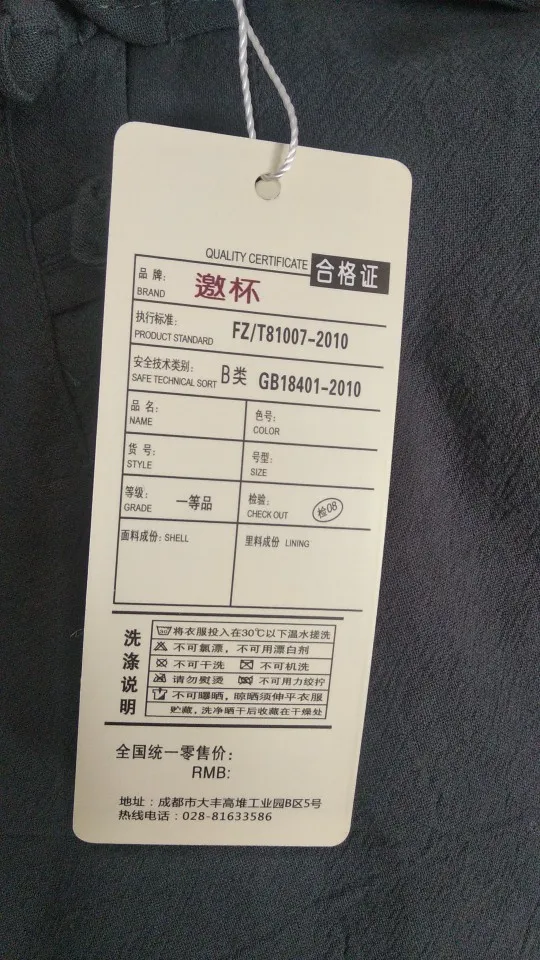 QUALITY CERTIFICATE 合格证
品 牌: 邀杯
BRAND
执行标准: FZ/T81007-2010
PRODUCT STANDARD
安全技术类别: B类 GB18401-2010
SAFE TECHNICAL SORT
品 名: 色号:
NAME COLOR
货 号: 号型:
STYLE SIZE
等级: 一等品 检验: 检08
GRADE CHECK OUT
面料成份: SHELL 里料成份 LINING
洗涤说明
30 将衣服投入在30℃以下温水搓洗
不可氯漂，不可用漂白剂
不可干洗 不可机洗
请勿熨烫 不可用力绞拧
不可曝晒，晾晒须伸平衣服
贮藏，洗净晒干后收藏在干燥处
全国统一零售价:
RMB:
地址：成都市大丰高堆工业园B区5号
热线电话：028-81633586